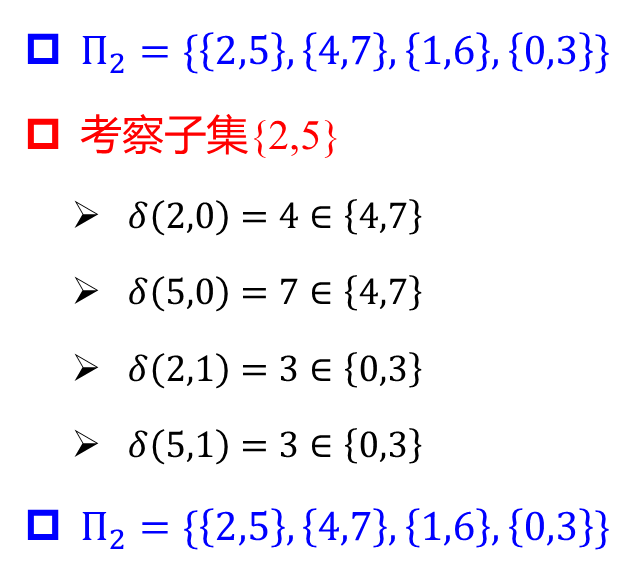 Π₂ = {{2,5}, {4,7}, {1,6}, {0,3}}
考察子集{2,5}
δ(2,0) = 4 ∈ {4,7}
δ(5,0) = 7 ∈ {4,7}
δ(2,1) = 3 ∈ {0,3}
δ(5,1) = 3 ∈ {0,3}
Π₂ = {{2,5}, {4,7}, {1,6}, {0,3}}